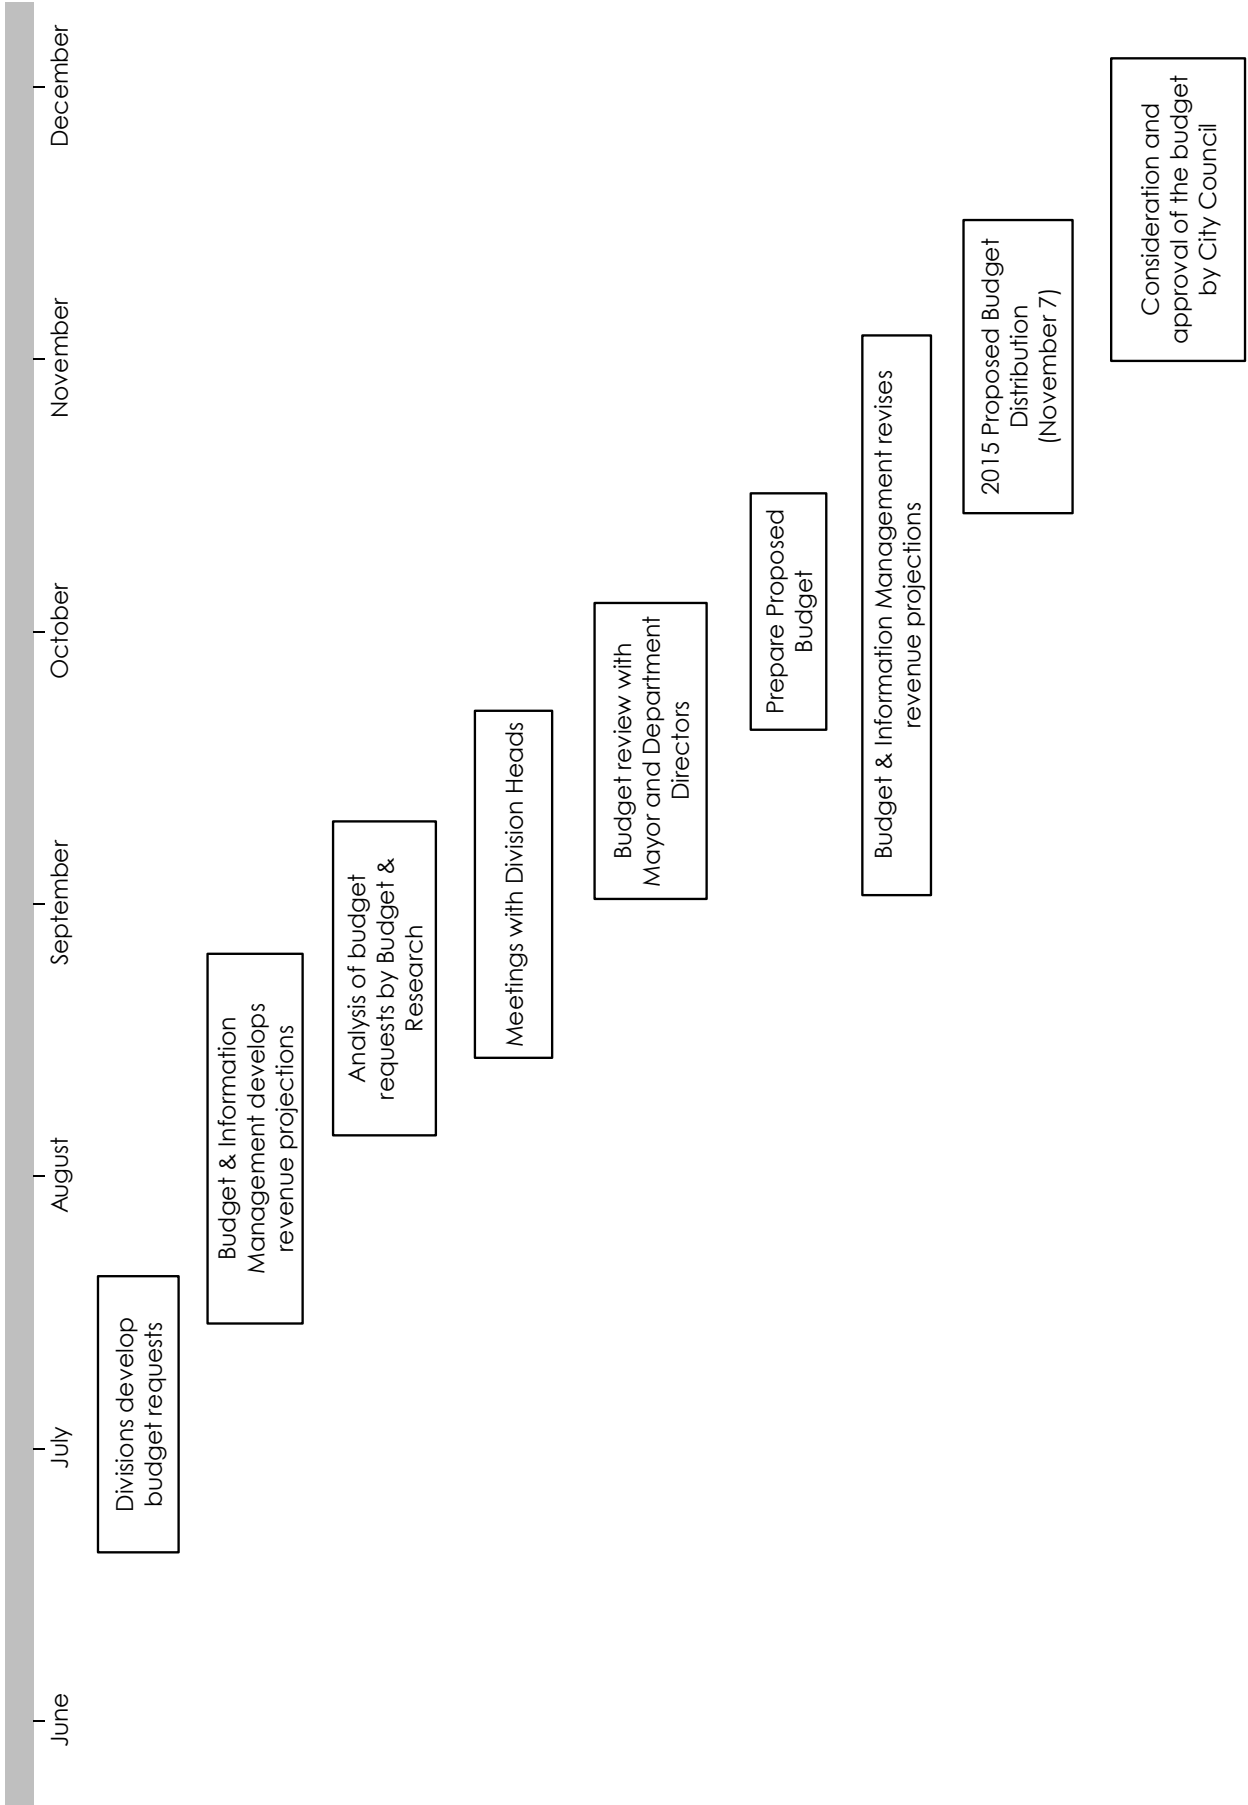 June
July
August
September
October
November
December
Divisions develop
budget requests
Budget & Information
Management develops
revenue projections
Analysis of budget
requests by Budget &
Research
Meetings with Division Heads
Budget review with
Mayor and Department
Directors
Prepare Proposed
Budget
Budget & Information Management revises
revenue projections
2015 Proposed Budget
Distribution
(November 7)
Consideration and
approval of the budget
by City Council